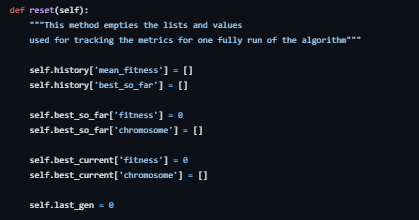 def reset(self):
"""This method empties the lists and values
used for tracking the metrics for one fully run of the algorithm"""
self.history['mean_fitness'] = []
self.history['best_so_far'] = []
self.best_so_far['fitness'] = 0
self.best_so_far['chromosome'] = []
self.best_current['fitness'] = 0
self.best_current['chromosome'] = []
self.last_gen = 0